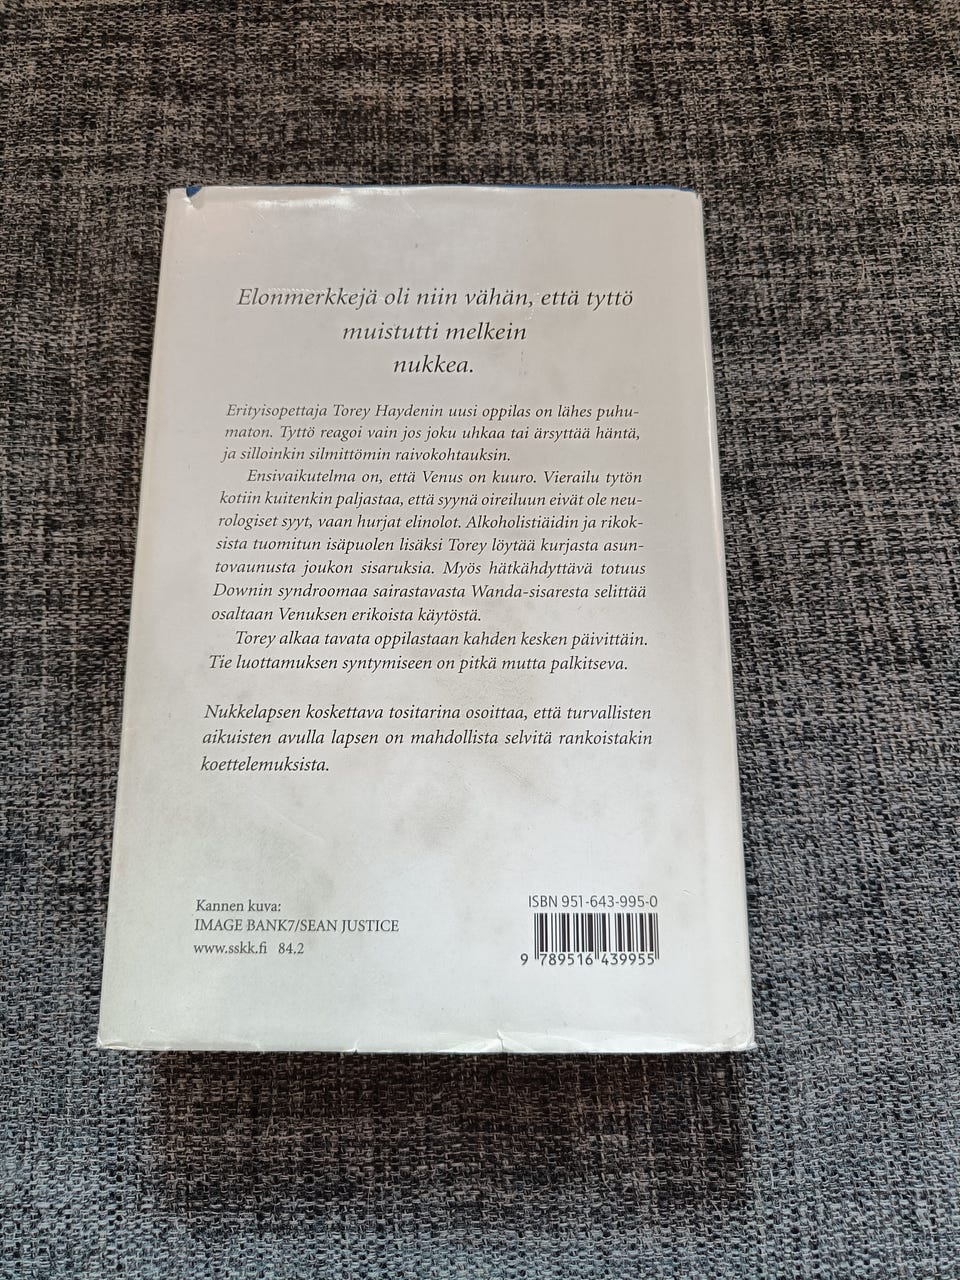 Elonmerkkejä oli niin vähän, että tyttö
muistutti melkein
nukkea.
Erityisopettaja Torey Haydenin uusi oppilas on lähes puhu-
maton. Tyttö reagoi vain jos joku uhkaa tai ärsyttää häntä,
ja silloinkin silmittömin raivokohtauksin.
Ensivaikutelma on, että Venus on kuuro. Vierailu tytön
kotiin kuitenkin paljastaa, että syynä oireiluun eivät ole neu-
rologiset syyt, vaan hurjat elinolot. Alkoholistiäidin ja rikok-
sista tuomitun isäpuolen lisäksi Torey löytää kurjasta asun-
tovaunusta joukon sisaruksia. Myös hätkähdyttävä totuus
Downin syndroomaa sairastavasta Wanda-sisaresta selittää
osaltaan Venuksen erikoista käytöstä.
Torey alkaa tavata oppilastaan kahden kesken päivittäin.
Tie luottamuksen syntymiseen on pitkä mutta palkitseva.
Nukkelapsen koskettava tositarina osoittaa, että turvallisten
aikuisten avulla lapsen on mahdollista selvitä rankoistakin
koettelemuksista.
Kannen kuva:
IMAGE BANK7/SEAN JUSTICE
www.sskk.fi 84.2
ISBN 951-643-995-0
9 789516 439955